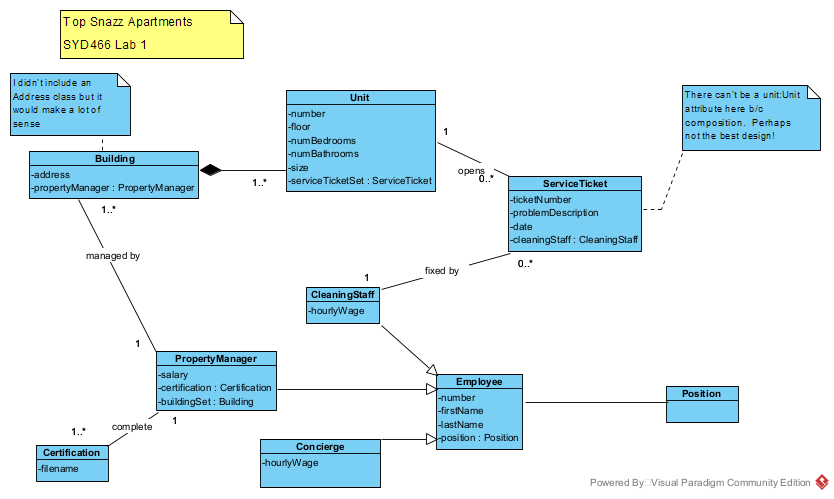 Top Snazz Apartments
SYD466 Lab 1
I didn't include an
Address class but it
would make a lot of
sense
There can't be a unit:Unit
attribute here b/c
composition. Perhaps
not the best design!
Unit
-number
-floor
-numBedrooms
-numBathrooms
-size
-serviceTicketSet : ServiceTicket
Building
-address
-propertyManager : PropertyManager
1..*
1
opens
0..*
ServiceTicket
-ticketNumber
-problemDescription
-date
-cleaningStaff : CleaningStaff
1..*
managed by
1
0..*
fixed by
1
CleaningStaff
-hourlyWage
PropertyManager
-salary
-certification : Certification
-buildingSet : Building
Employee
-number
-firstName
-lastName
-position : Position
Position
1
complete
1..*
Certification
-filename
Concierge
-hourlyWage
Powered By Visual Paradigm Community Edition